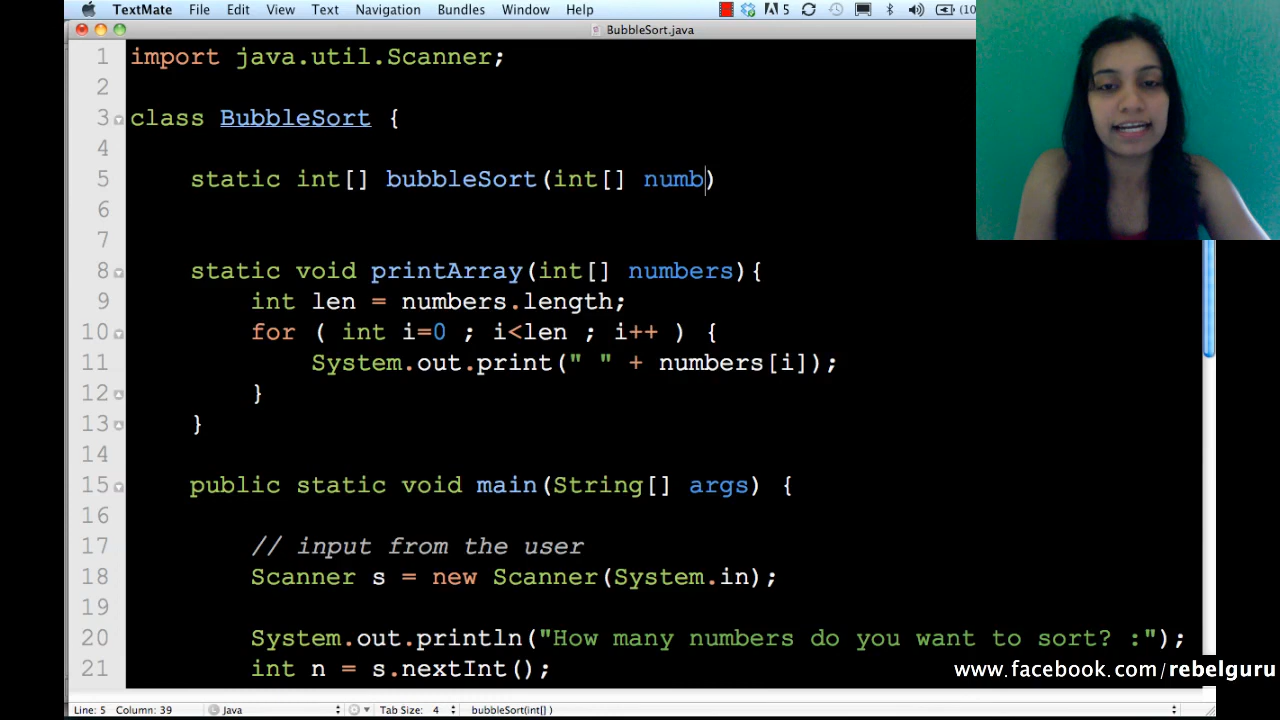 TextMate File Edit View Text Navigation Bundles Window Help 5 (10
BubbleSort.java
1 import java.util.Scanner;
2
3 class BubbleSort {
4
5 static int[] bubbleSort(int[] numb)
6
7
8 static void printArray(int[] numbers){
9 int len = numbers.length;
10 for ( int i=0 ; i<len ; i++ ) {
11 System.out.print(" " + numbers[i]);
12 }
13 }
14
15 public static void main(String[] args) {
16
17 // input from the user
18 Scanner s = new Scanner(System.in);
19
20 System.out.println("How many numbers do you want to sort? :");
21 int n = s.nextInt();
www.facebook.com/rebelguru
Line: 5 Column: 39 Java Tab Size: 4 bubbleSort(int[] )